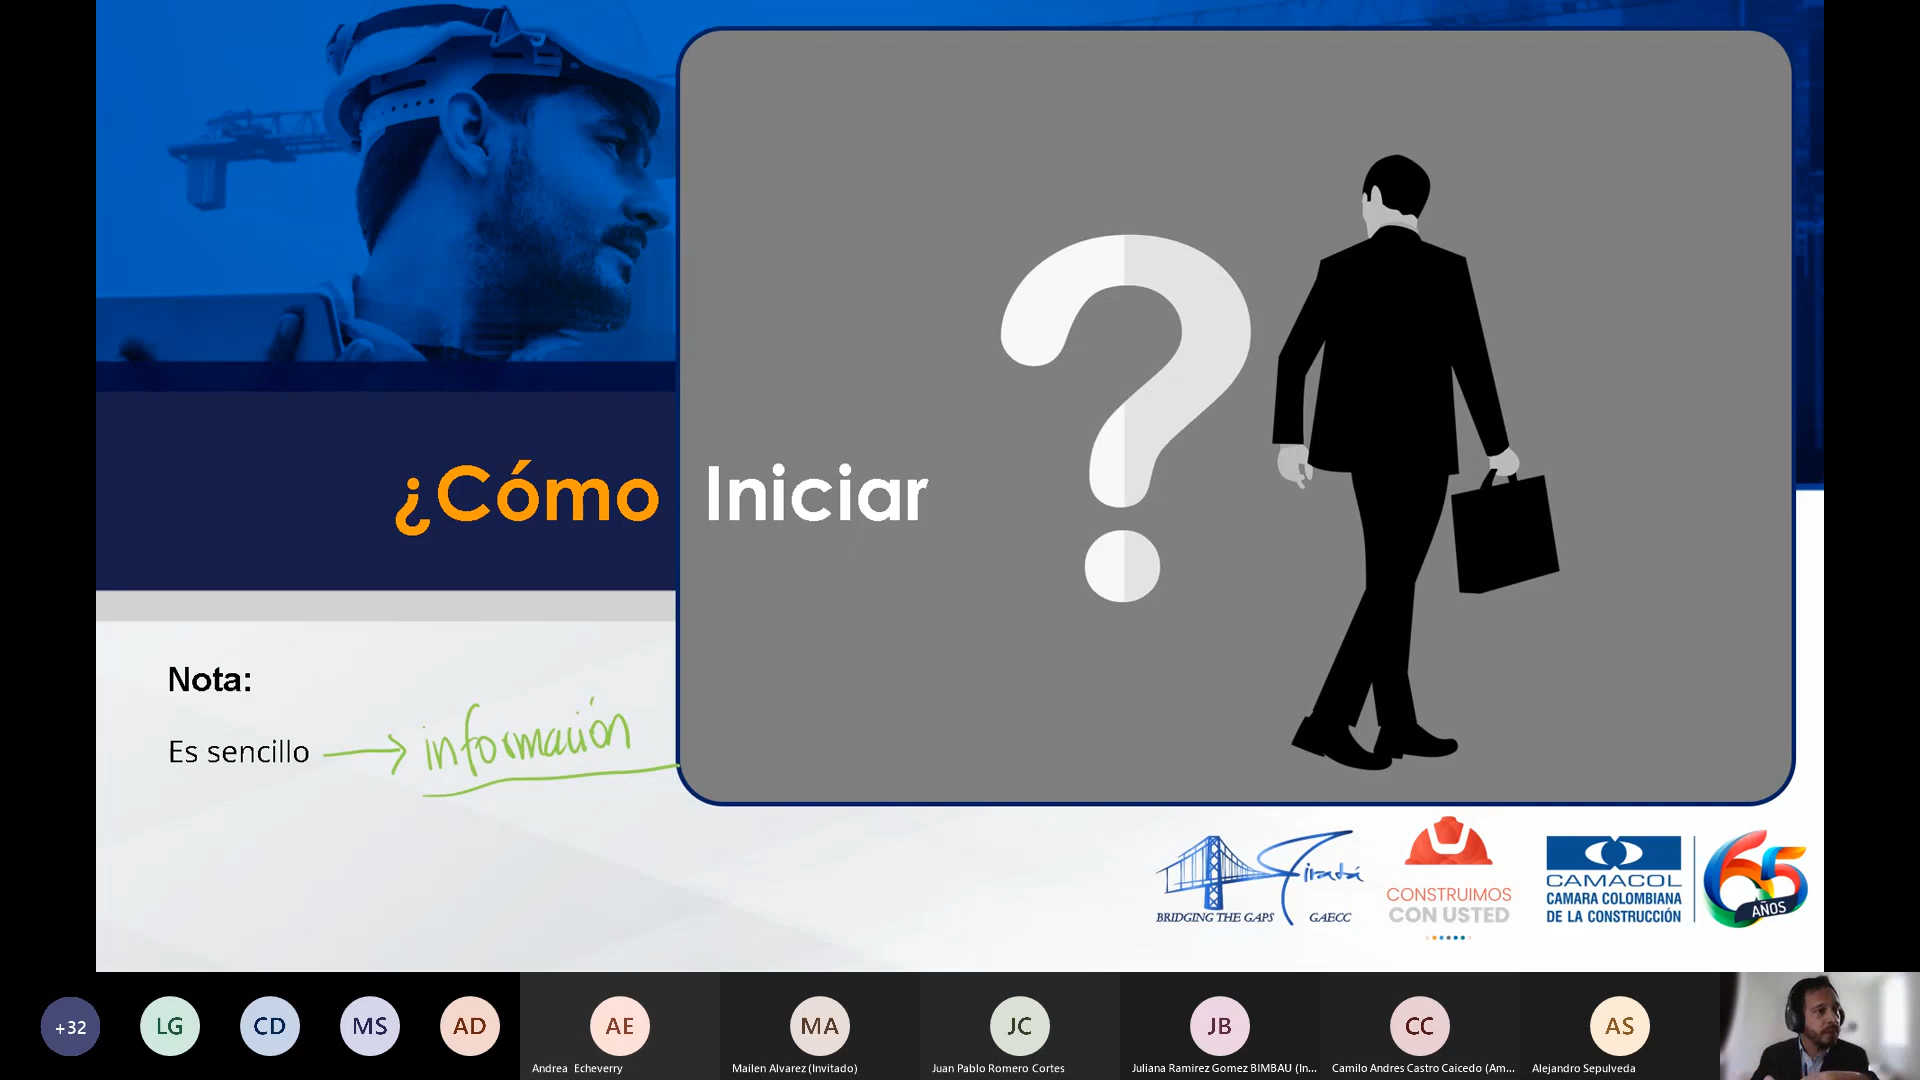 ¿Cómo Iniciar
?
Nota:
Es sencillo → información
BRIDGING THE GAPS GAECC
CONSTRUIMOS
CON USTED
CAMACOL
CAMARA COLOMBIANA
DE LA CONSTRUCCIÓN
65
AÑOS
+32
LG
CD
MS
AD
AE
MA
JC
JB
CC
AS
Andrea Echeverry
Mailen Alvarez (Invitado)
Juan Pablo Romero Cortes
Juliana Ramirez Gomez BIMBAU (In...
Camilo Andres Castro Caicedo (Am...
Alejandro Sepulveda